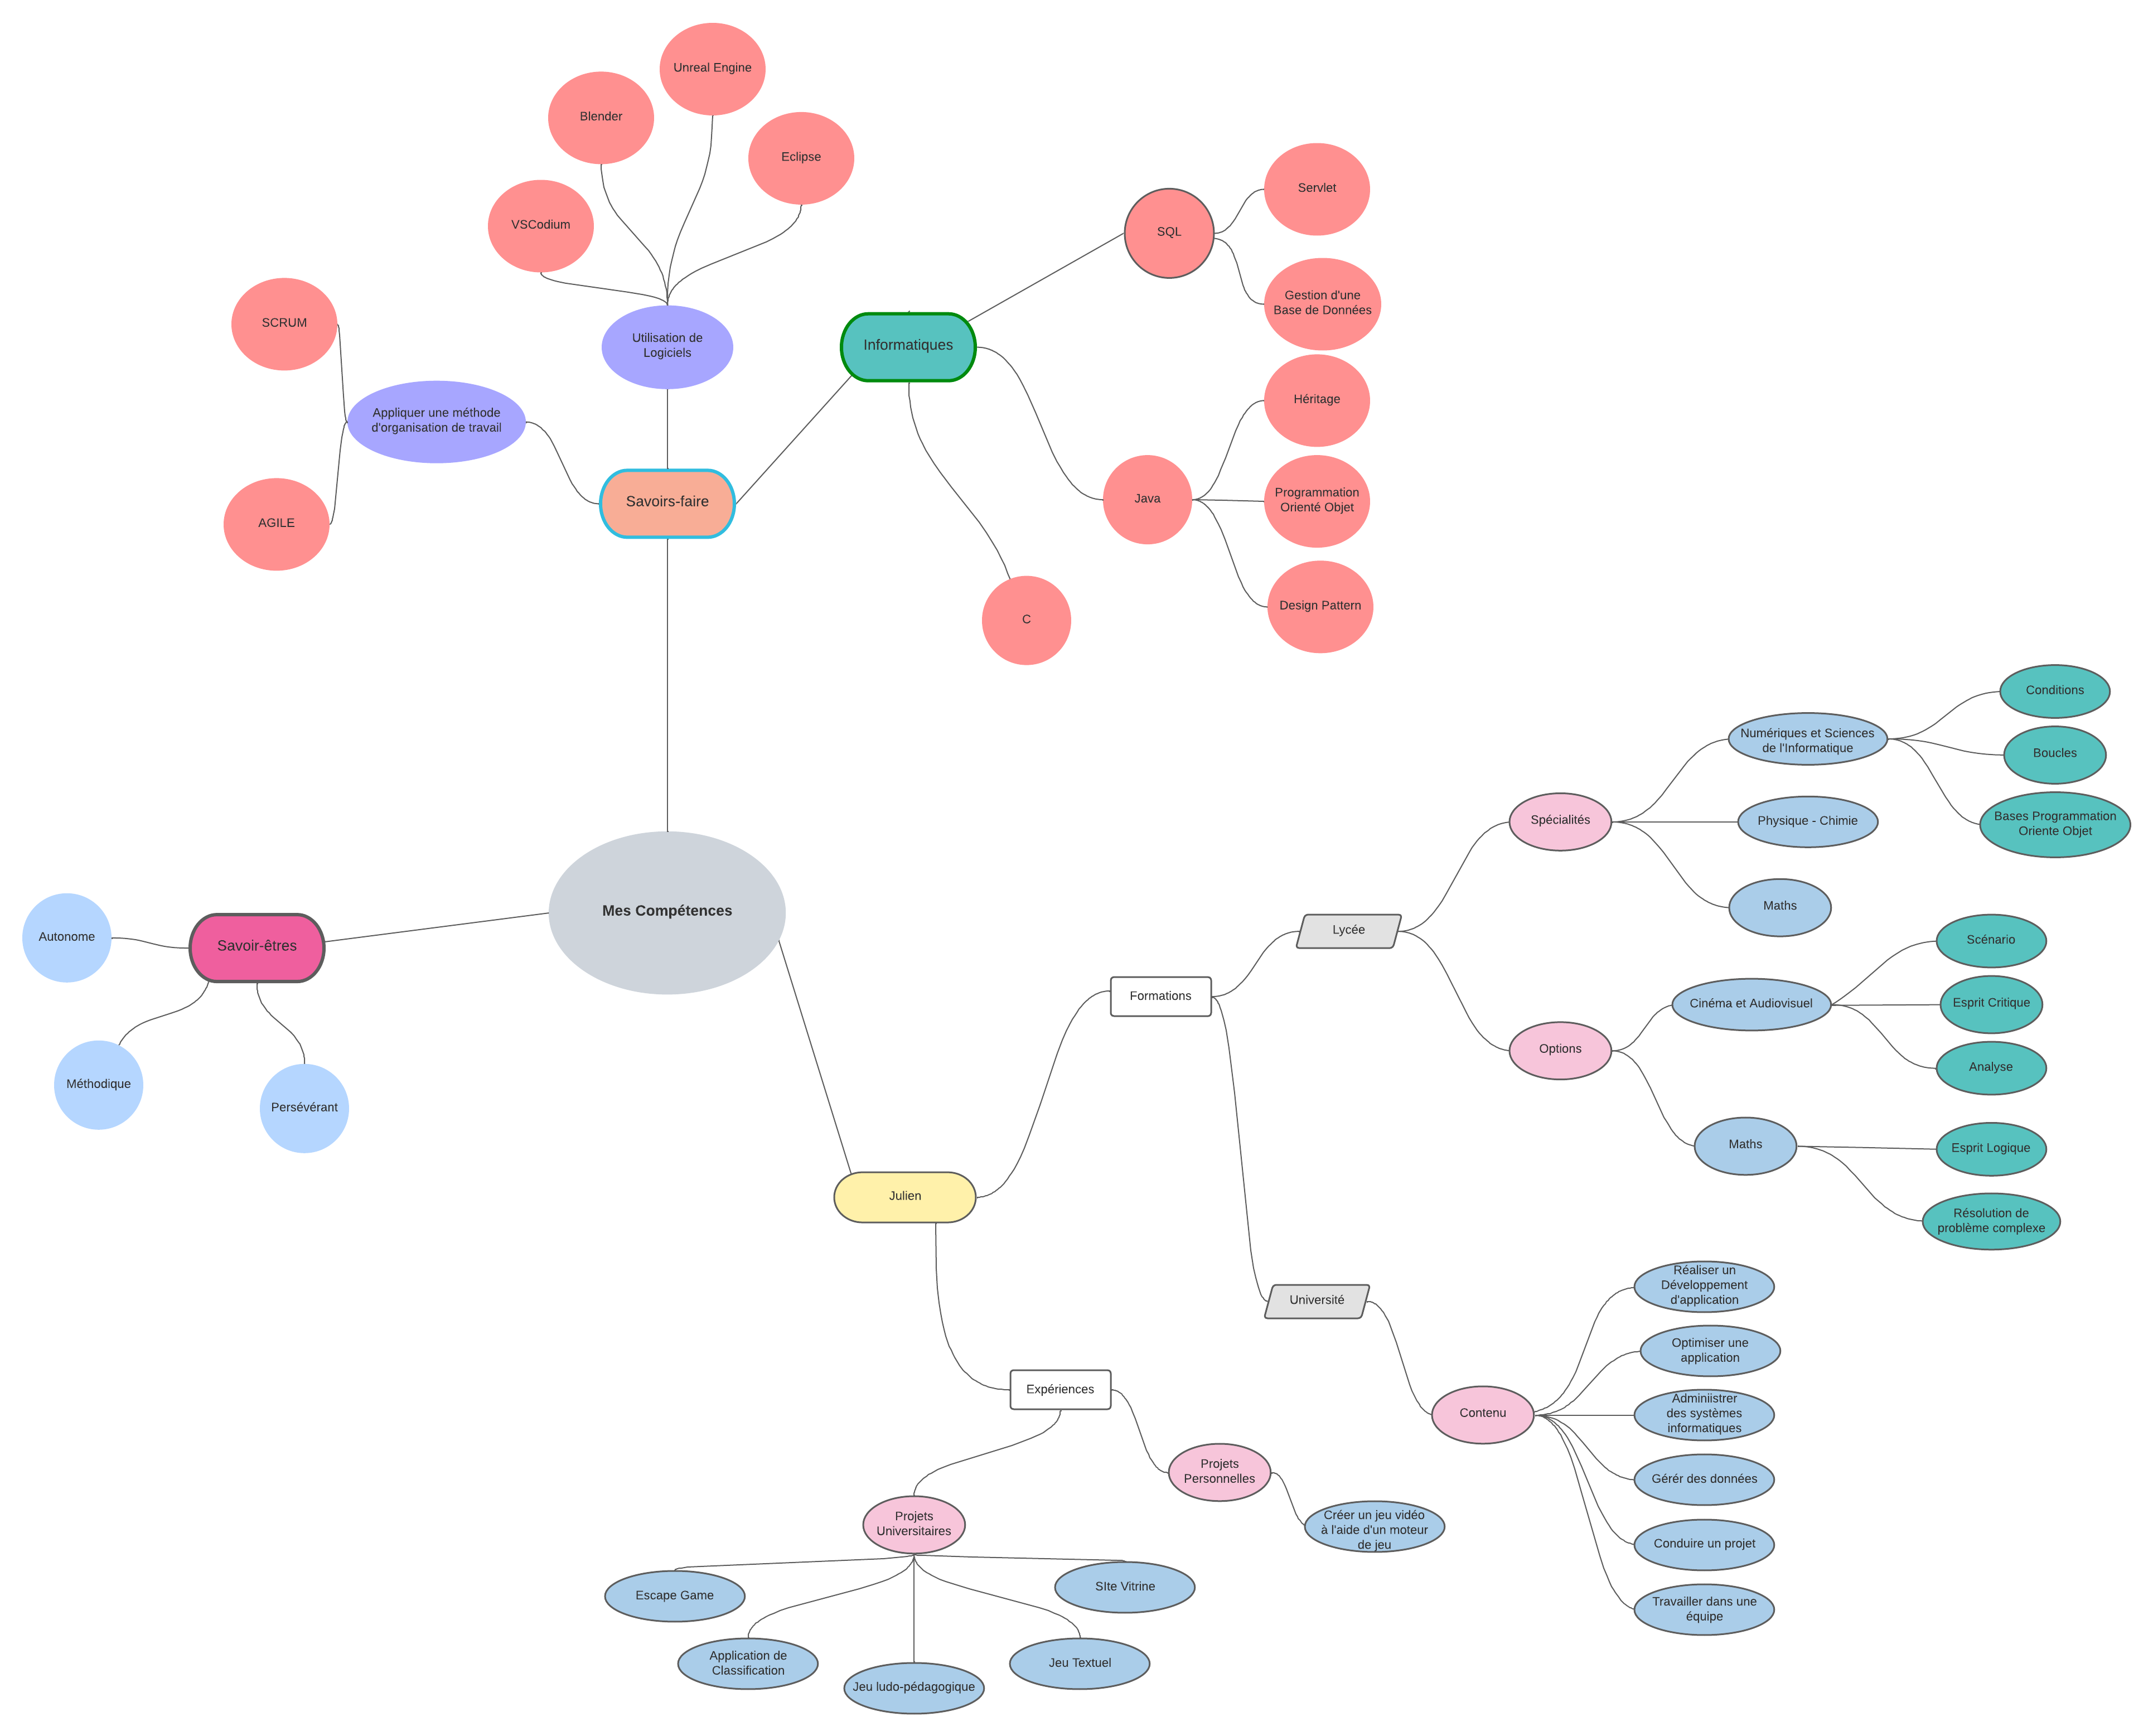 Unreal Engine
Blender
Eclipse
VSCodium
Servlet
SQL
Gestion d'une
Base de Données
SCRUM
Utilisation de
Logiciels
Informatiques
Appliquer une méthode
d'organisation de travail
Héritage
Savoirs-faire
Java
Programmation
Orienté Objet
AGILE
Design Pattern
C
Conditions
Numériques et Sciences
de l'Informatique
Boucles
Spécialités
Physique - Chimie
Bases Programmation
Oriente Objet
Maths
Mes Compétences
Autonome
Savoir-êtres
Lycée
Scénario
Formations
Cinéma et Audiovisuel
Esprit Critique
Options
Analyse
Méthodique
Persévérant
Maths
Esprit Logique
Julien
Résolution de
problème complexe
Université
Réaliser un
Développement
d'application
Optimiser une
application
Expériences
Contenu
Adminiistrer
des systèmes
informatiques
Projets
Personnelles
Gérér des données
Projets
Universitaires
Créer un jeu vidéo
à l'aide d'un moteur
de jeu
Conduire un projet
Escape Game
SIte Vitrine
Travailler dans une
équipe
Application de
Classification
Jeu ludo-pédagogique
Jeu Textuel